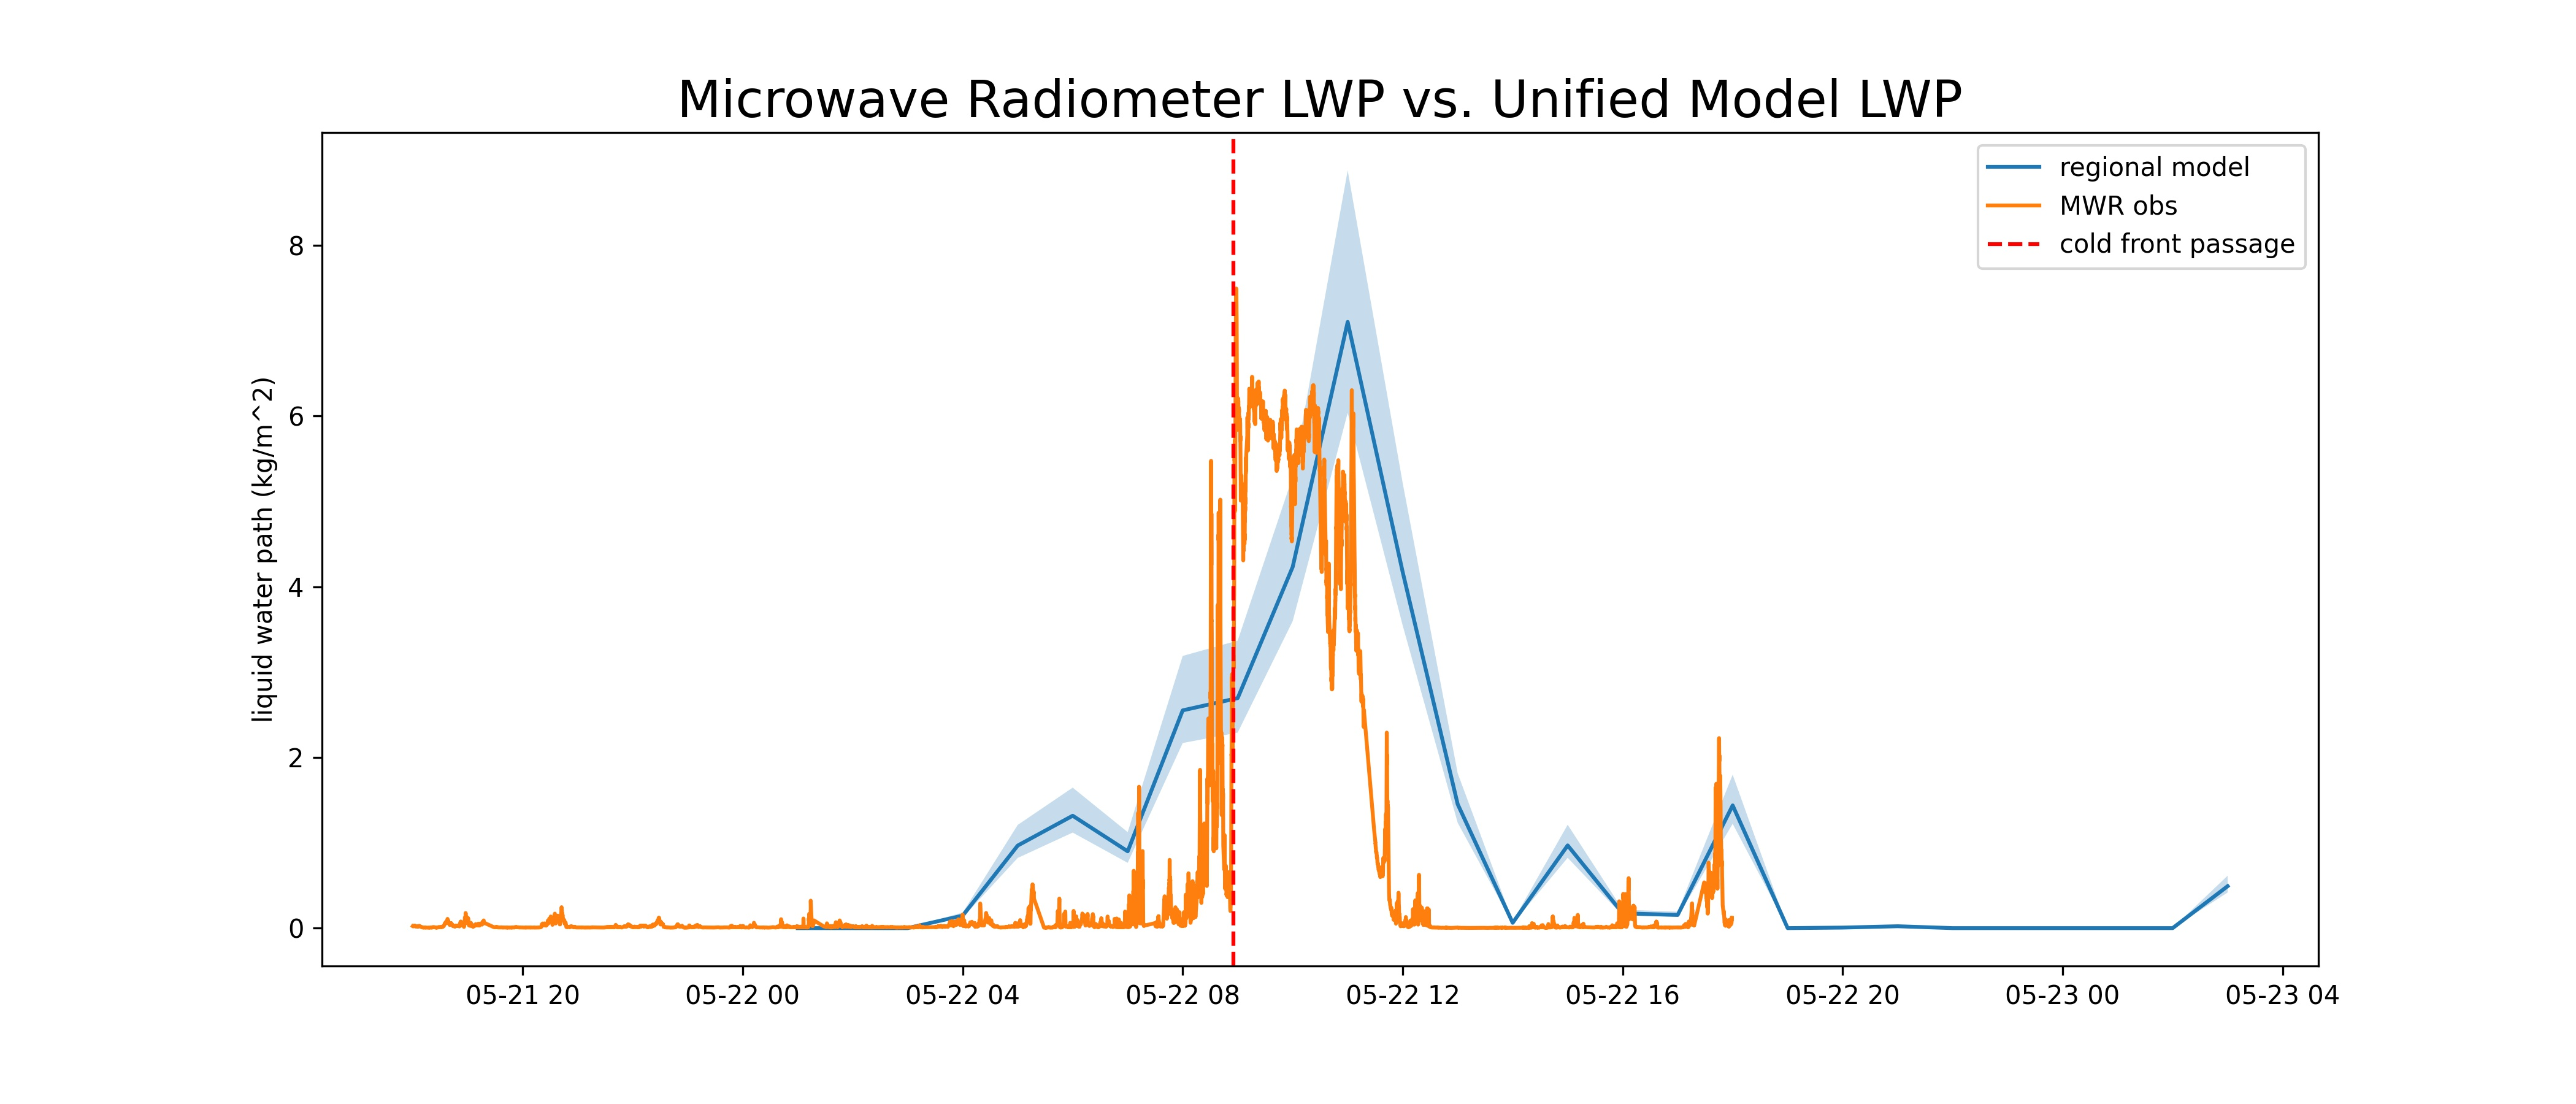 Microwave Radiometer LWP vs. Unified Model LWP
regional model
MWR obs
cold front passage
8
6
4
2
0
liquid water path (kg/m^2)
05-21 20
05-22 00
05-22 04
05-22 08
05-22 12
05-22 16
05-22 20
05-23 00
05-23 04